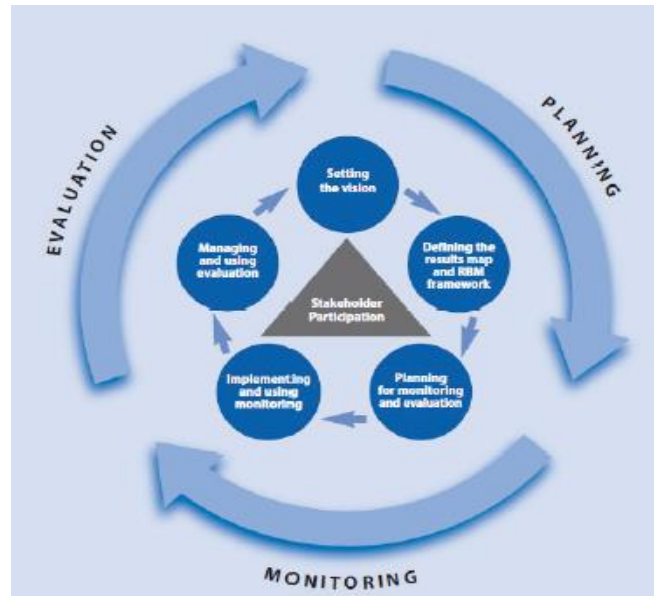 EVALUATION
PLANNING
Setting
the vision
Managing
and using
evaluation
Defining the
results map
and RBM
framework
Stakeholder
Participation
Implementing
and using
monitoring
Planning
for monitoring
and evaluation
MONITORING